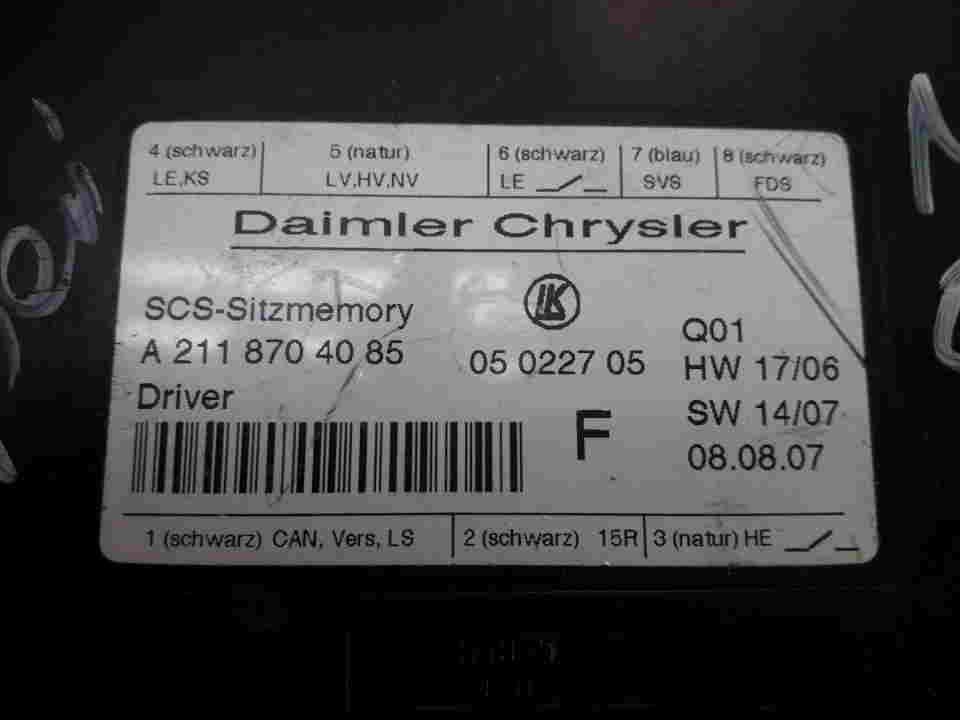 4 (schwarz) 5 (natur) 6 (schwarz) 7 (blau) 8 (schwarz)
LE,KS LV,HV,NV LE SVS FDS
Daimler Chrysler
SCS-Sitzmemory
LK
A 211 870 40 85 05 0227 05
Driver
F
Q01
HW 17/06
SW 14/07
08.08.07
1 (schwarz) CAN, Vers, LS 2 (schwarz) 15R 3 (natur) HE